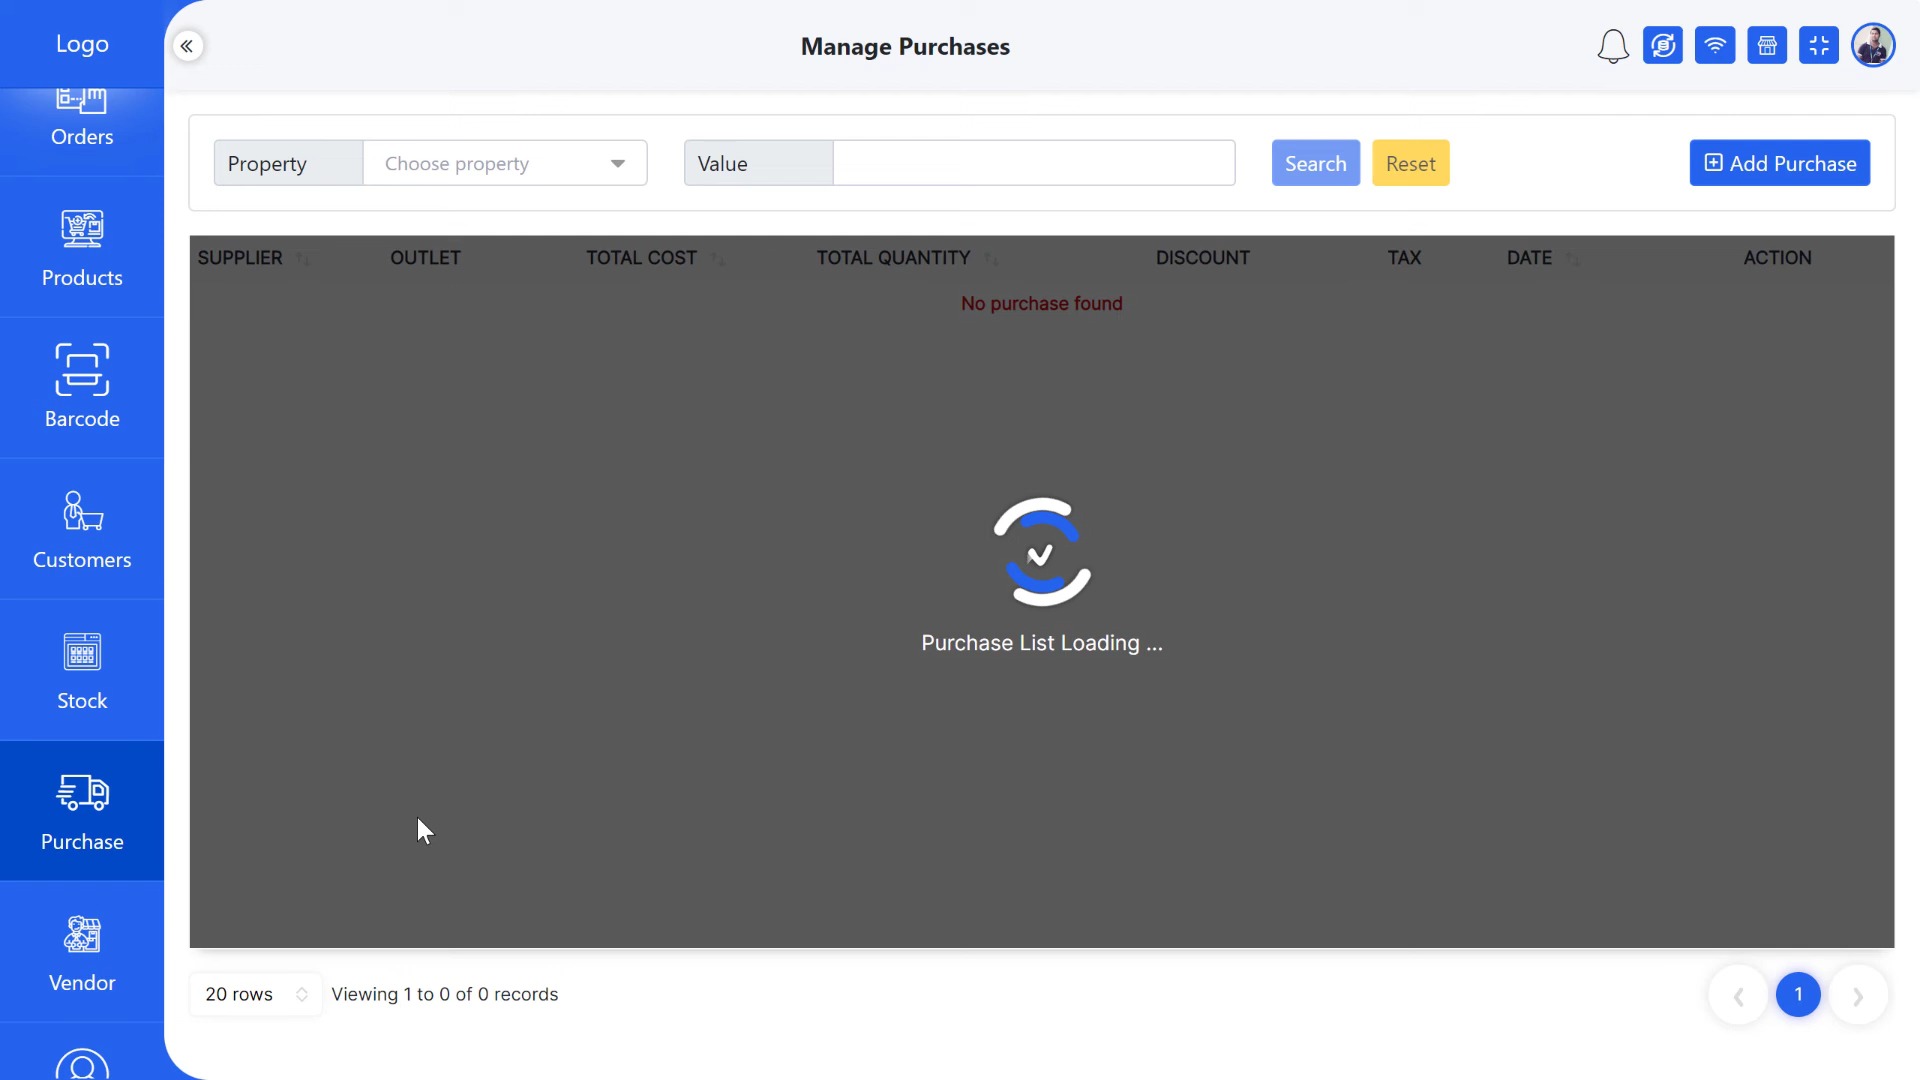 Logo
Manage Purchases
Orders
Products
Barcode
Customers
Stock
Purchase
Vendor
Property
Choose property
Value
Search
Reset
Add Purchase
SUPPLIER
OUTLET
TOTAL COST
TOTAL QUANTITY
DISCOUNT
TAX
DATE
ACTION
No purchase found
Purchase List Loading ...
20 rows
Viewing 1 to 0 of 0 records
1